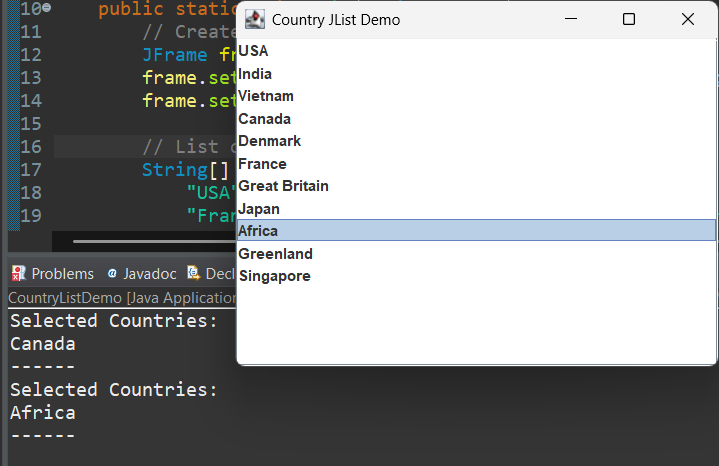 10 public static
11 // Create
12 JFrame fr
13 frame.set
14 frame.set
15
16 // List
17 String[]
18 "USA"
19 "Fran
Country JList Demo
USA
India
Vietnam
Canada
Denmark
France
Great Britain
Japan
Africa
Greenland
Singapore
Problems @ Javadoc Decl
CountryListDemo [Java Application
Selected Countries:
Canada
------
Selected Countries:
Africa
------